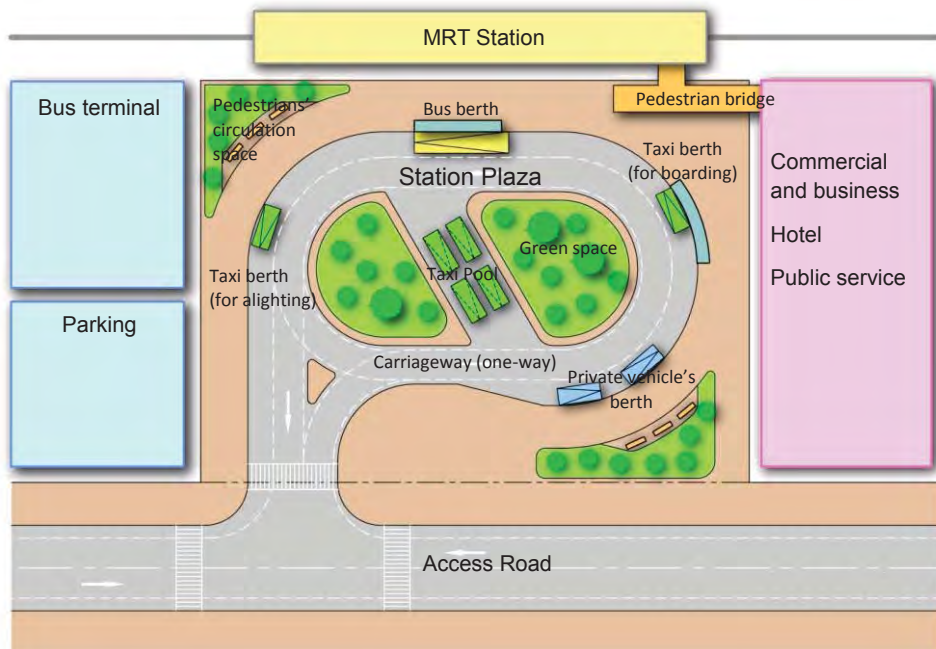 MRT Station
Bus terminal
Pedestrians'
circulation
space
Bus berth
Pedestrian bridge
Taxi berth
(for boarding)
Station Plaza
Commercial
and business
Hotel
Public service
Green space
Taxi Pool
Taxi berth
(for alighting)
Parking
Carriageway (one-way)
Private vehicle's
berth
Access Road